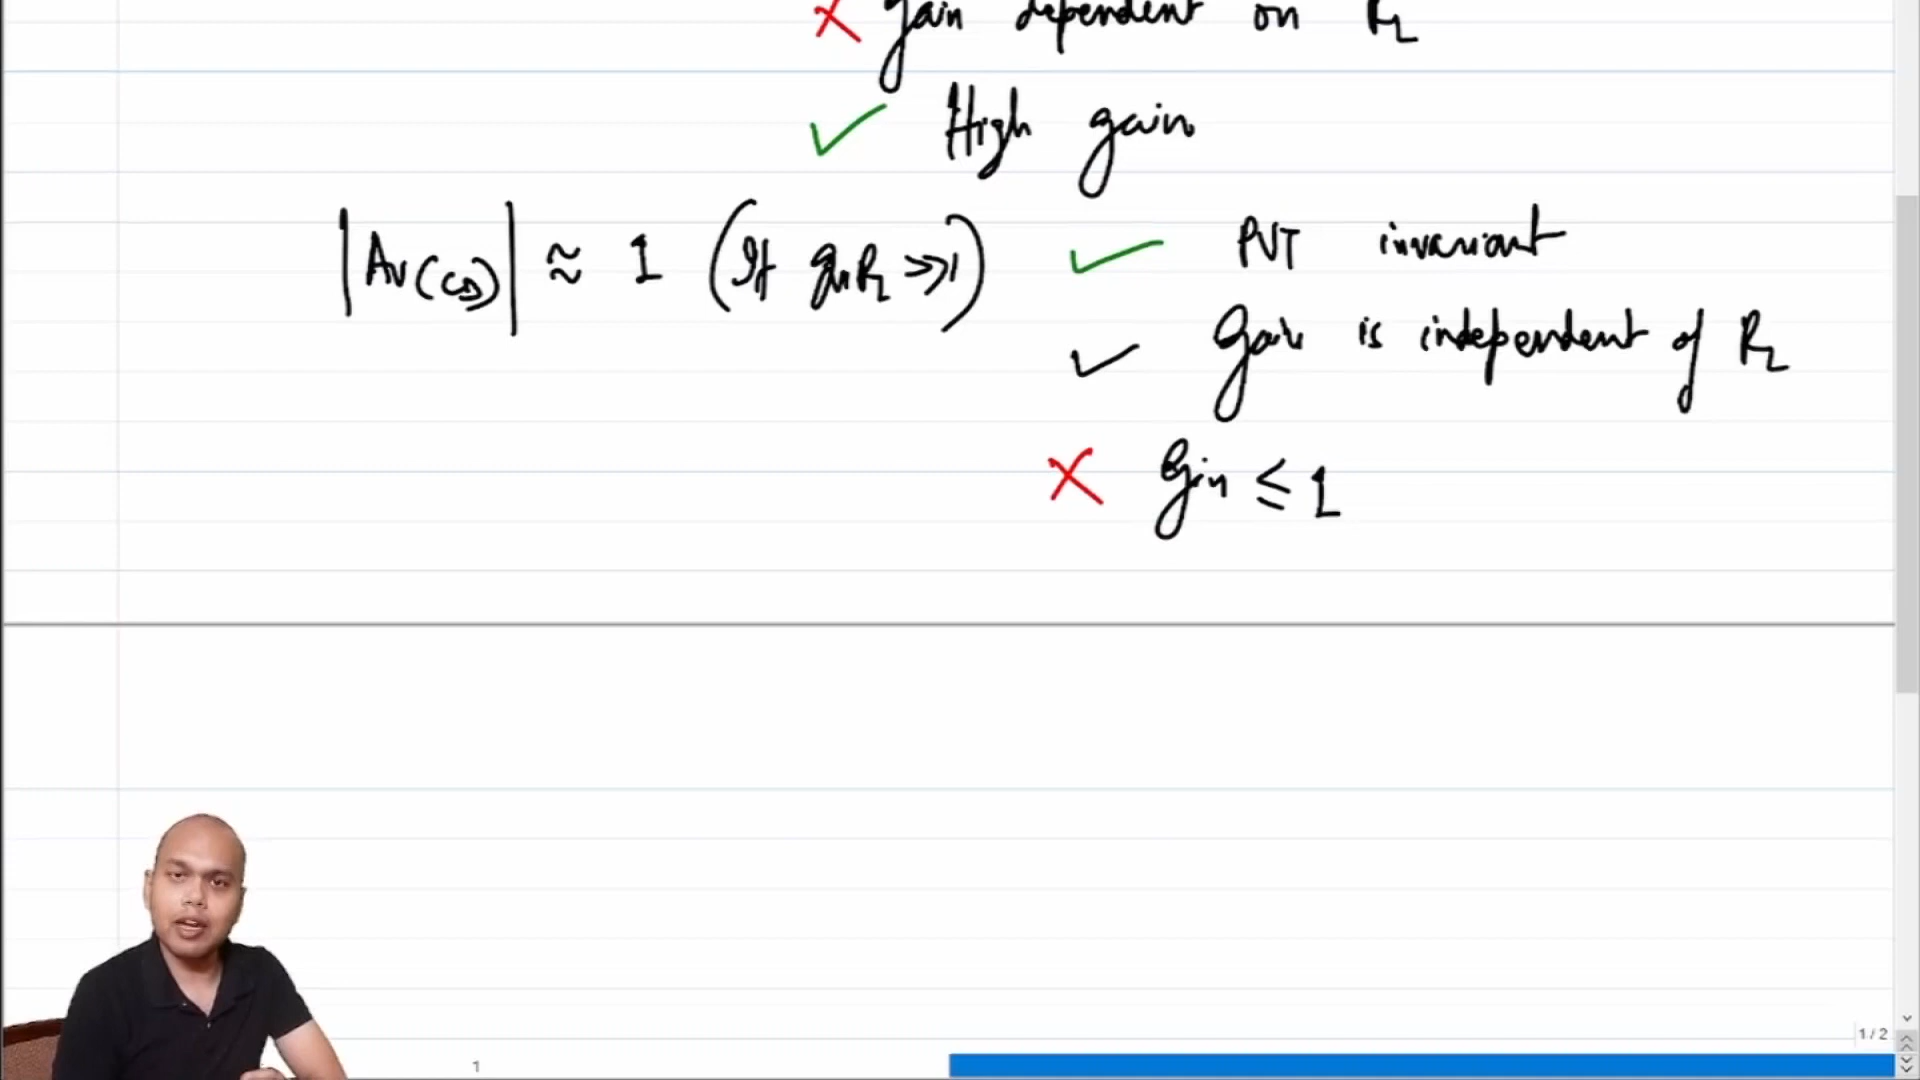 Gain dependent on RL
High gain
|Av(CD)| ≈ 1 (If gmRL >>1) PVT invariant
Gain is independent of RL
Gain ≤ 1
1 / 2
1